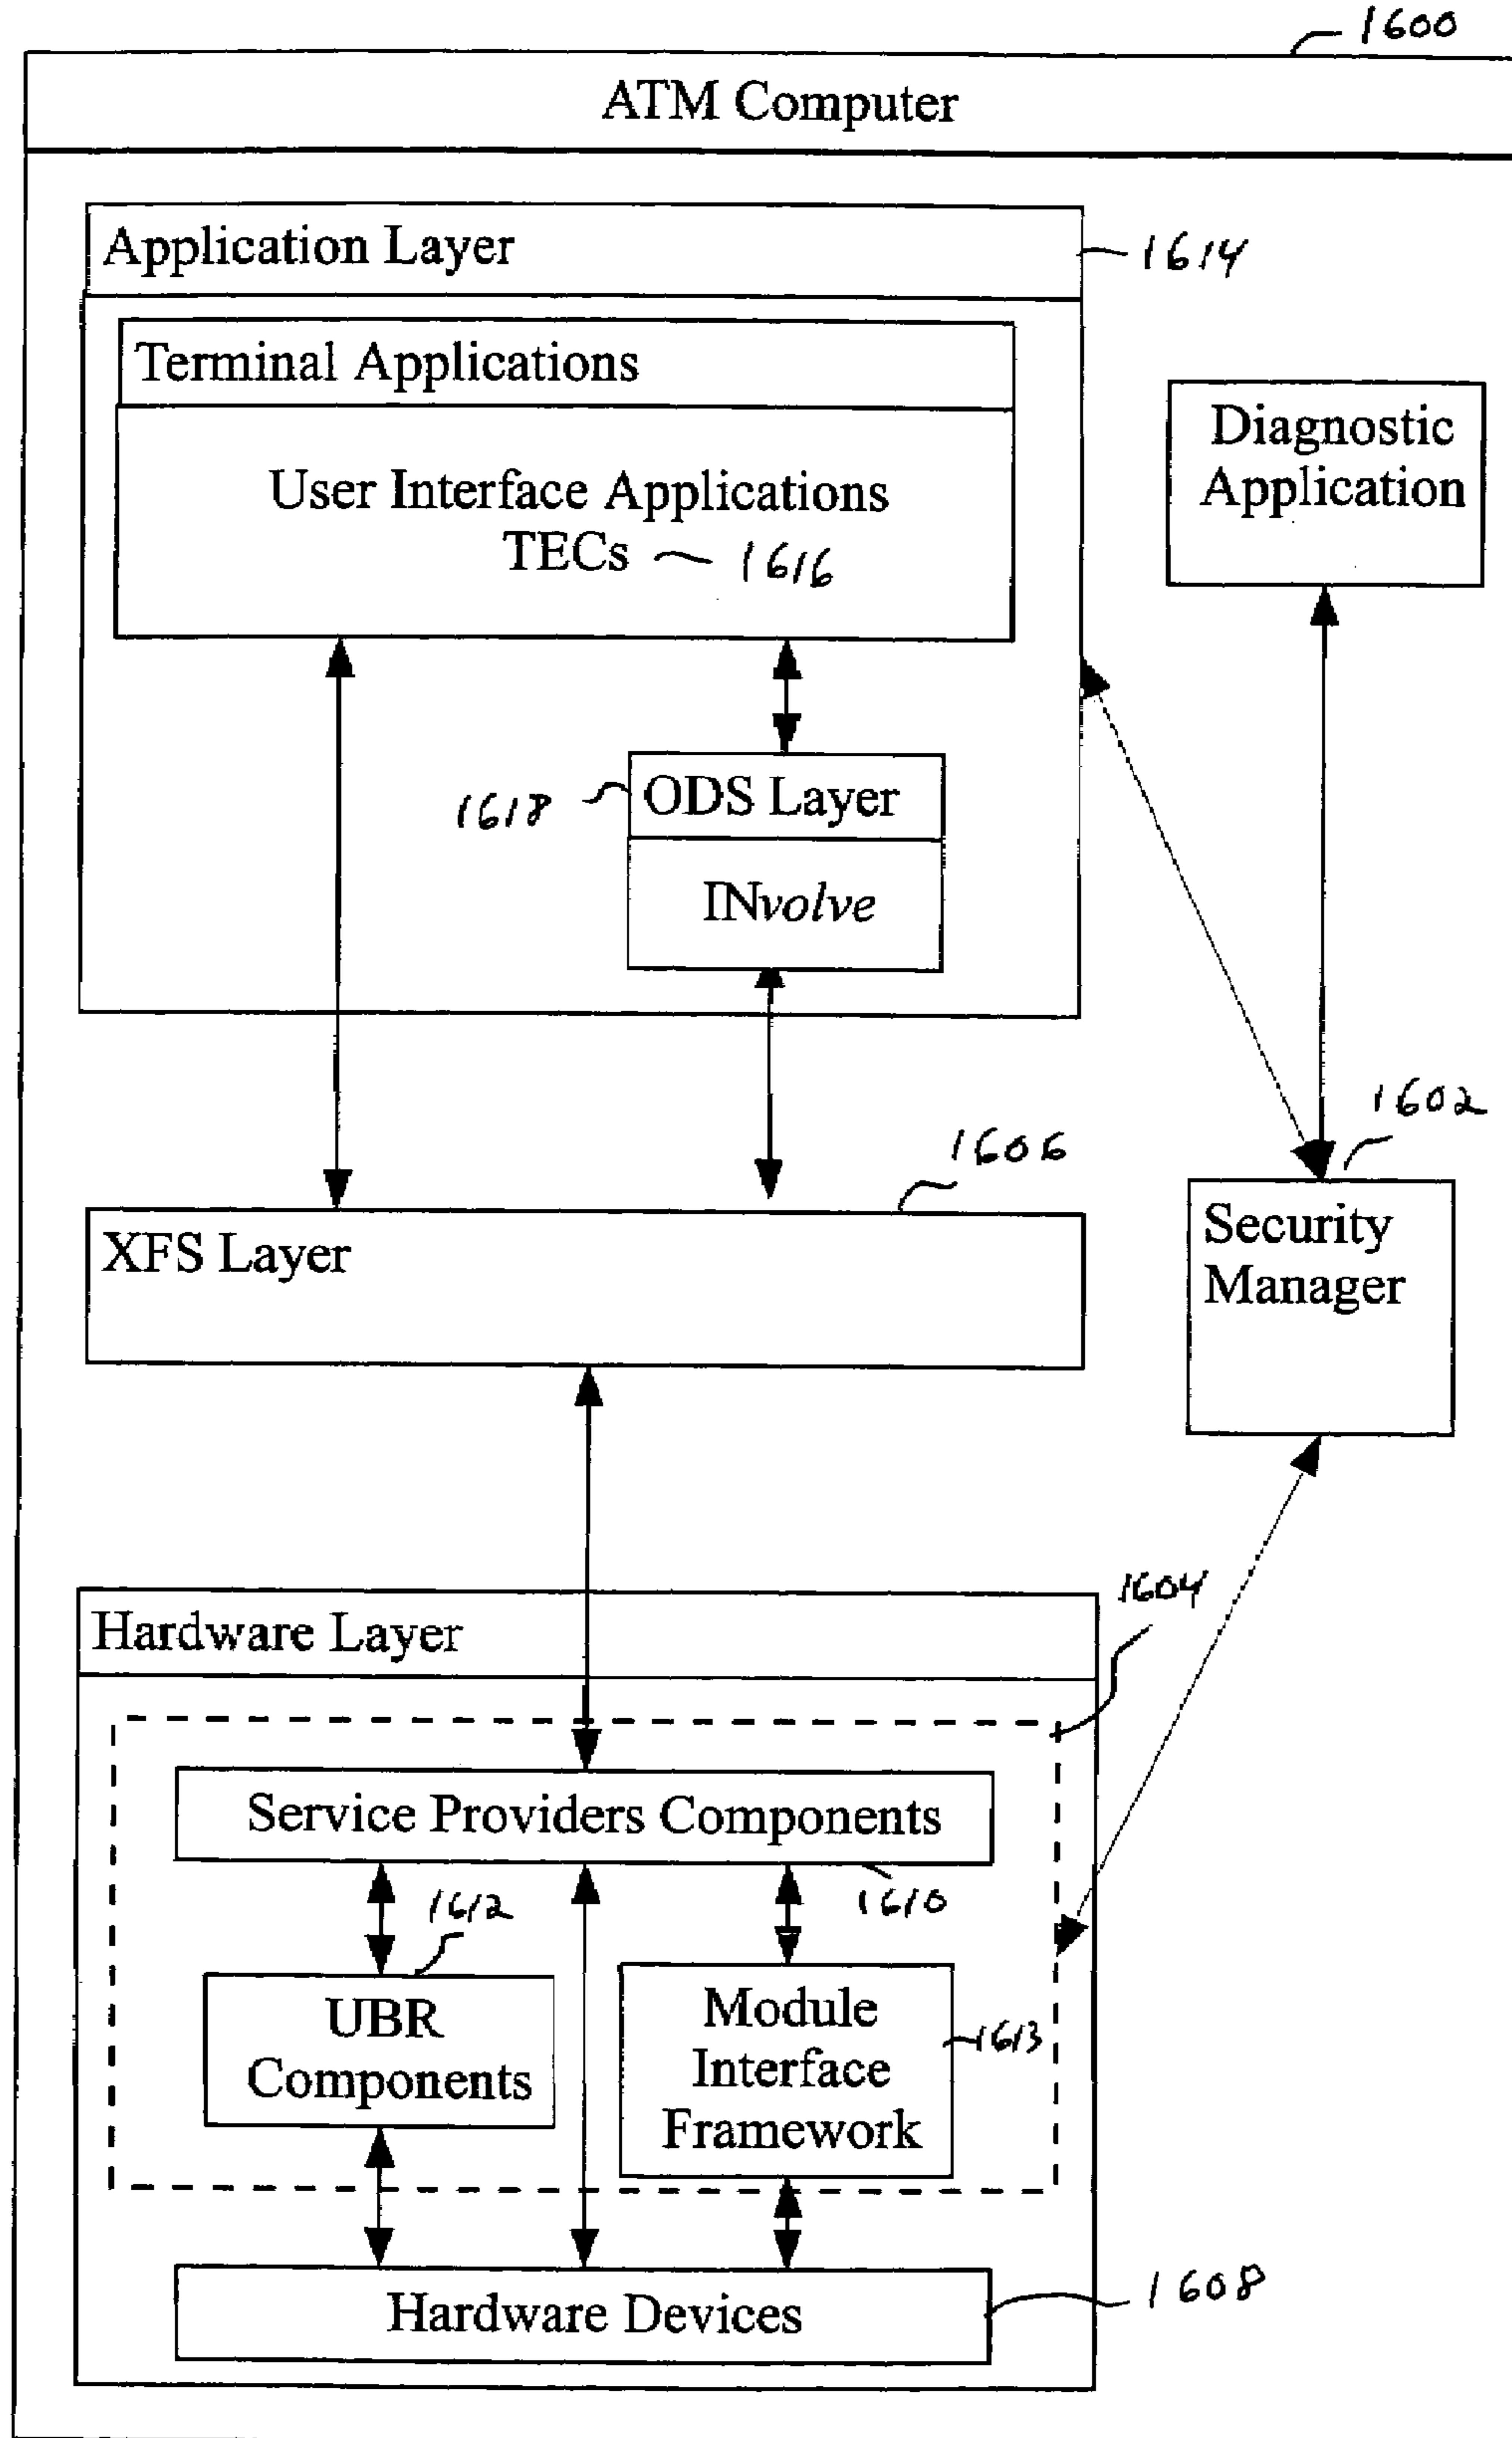 1600
ATM Computer
Application Layer
1614
Terminal Applications
User Interface Applications
TECs 1616
Diagnostic
Application
1618
ODS Layer
INvolve
1602
1606
XFS Layer
Security
Manager
1604
Hardware Layer
Service Providers Components
1612
1610
UBR
Components
Module
Interface
Framework
1613
Hardware Devices
1608